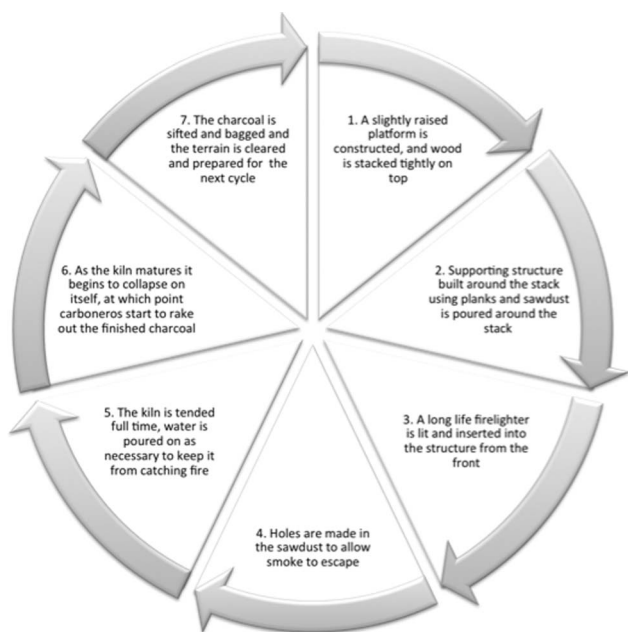 1. A slightly raised
platform is
constructed, and wood
is stacked tightly on
top
2. Supporting structure
built around the stack
using planks and sawdust
is poured around the
stack
3. A long life firelighter
is lit and inserted into
the structure from the
front
4. Holes are made in
the sawdust to allow
smoke to escape
5. The kiln is tended
full time, water is
poured on as
necessary to keep it
from catching fire
6. As the kiln matures it
begins to collapse on
itself, at which point
carboneros start to rake
out the finished charcoal
7. The charcoal is
sifted and bagged and
the terrain is cleared
and prepared for the
next cycle